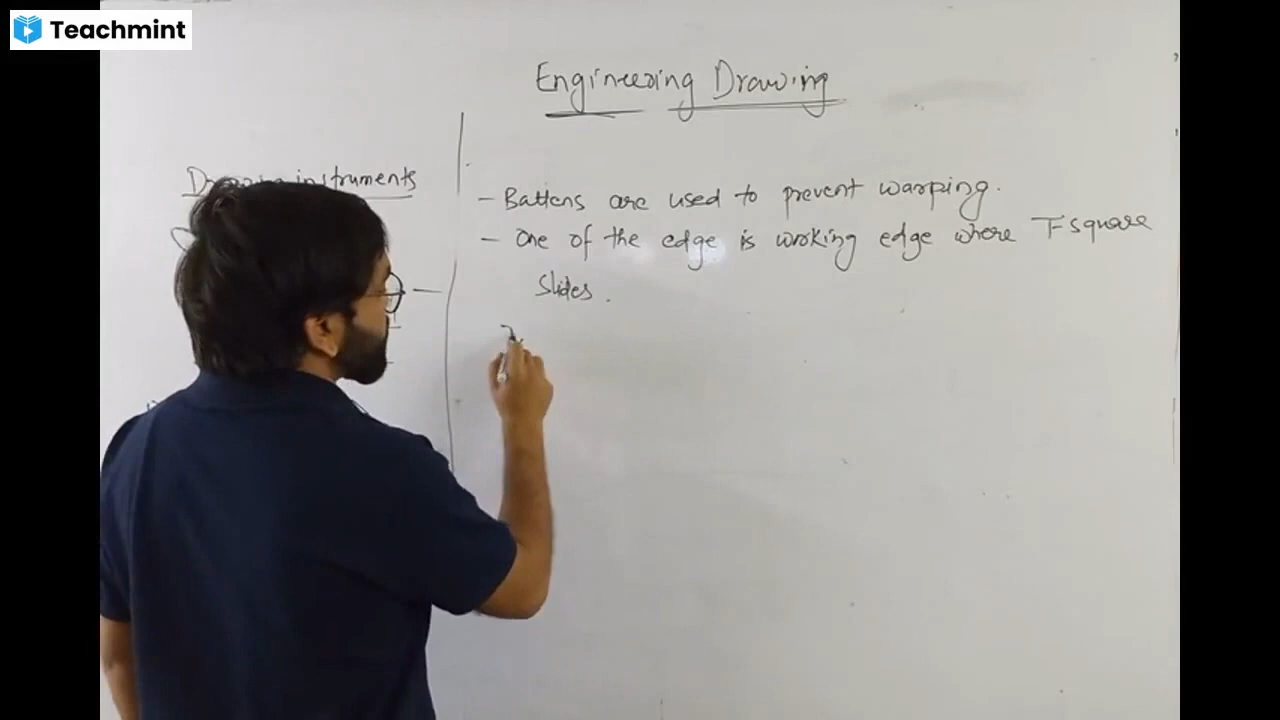 Teachmint
Engineering Drawing
instruments
- Battens are used to prevent warping.
- One of the edge is working edge where T-square
slides.